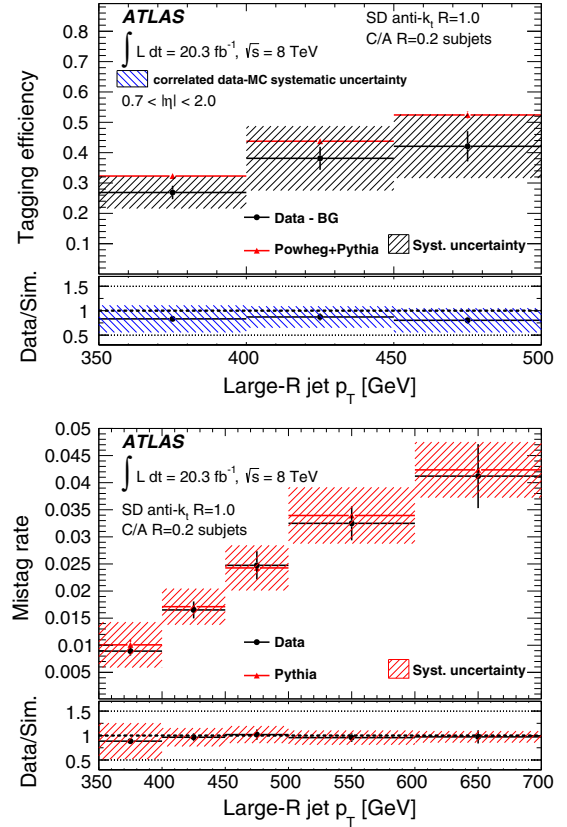 ATLAS
SD anti-k_t R=1.0
∫ L dt = 20.3 fb⁻¹, √s = 8 TeV
C/A R=0.2 subjets
correlated data-MC systematic uncertainty
0.7 < |η| < 2.0
Tagging efficiency
0.8
0.7
0.6
0.5
0.4
0.3
0.2
0.1
Data - BG
Powheg+Pythia
Syst. uncertainty
Data/Sim.
1.5
1
0.5
350 400 450 500
Large-R jet p_T [GeV]
ATLAS
∫ L dt = 20.3 fb⁻¹, √s = 8 TeV
SD anti-k_t R=1.0
C/A R=0.2 subjets
Mistag rate
0.05
0.045
0.04
0.035
0.03
0.025
0.02
0.015
0.01
0.005
Data
Pythia
Syst. uncertainty
Data/Sim.
1.5
1
0.5
350 400 450 500 550 600 650 700
Large-R jet p_T [GeV]